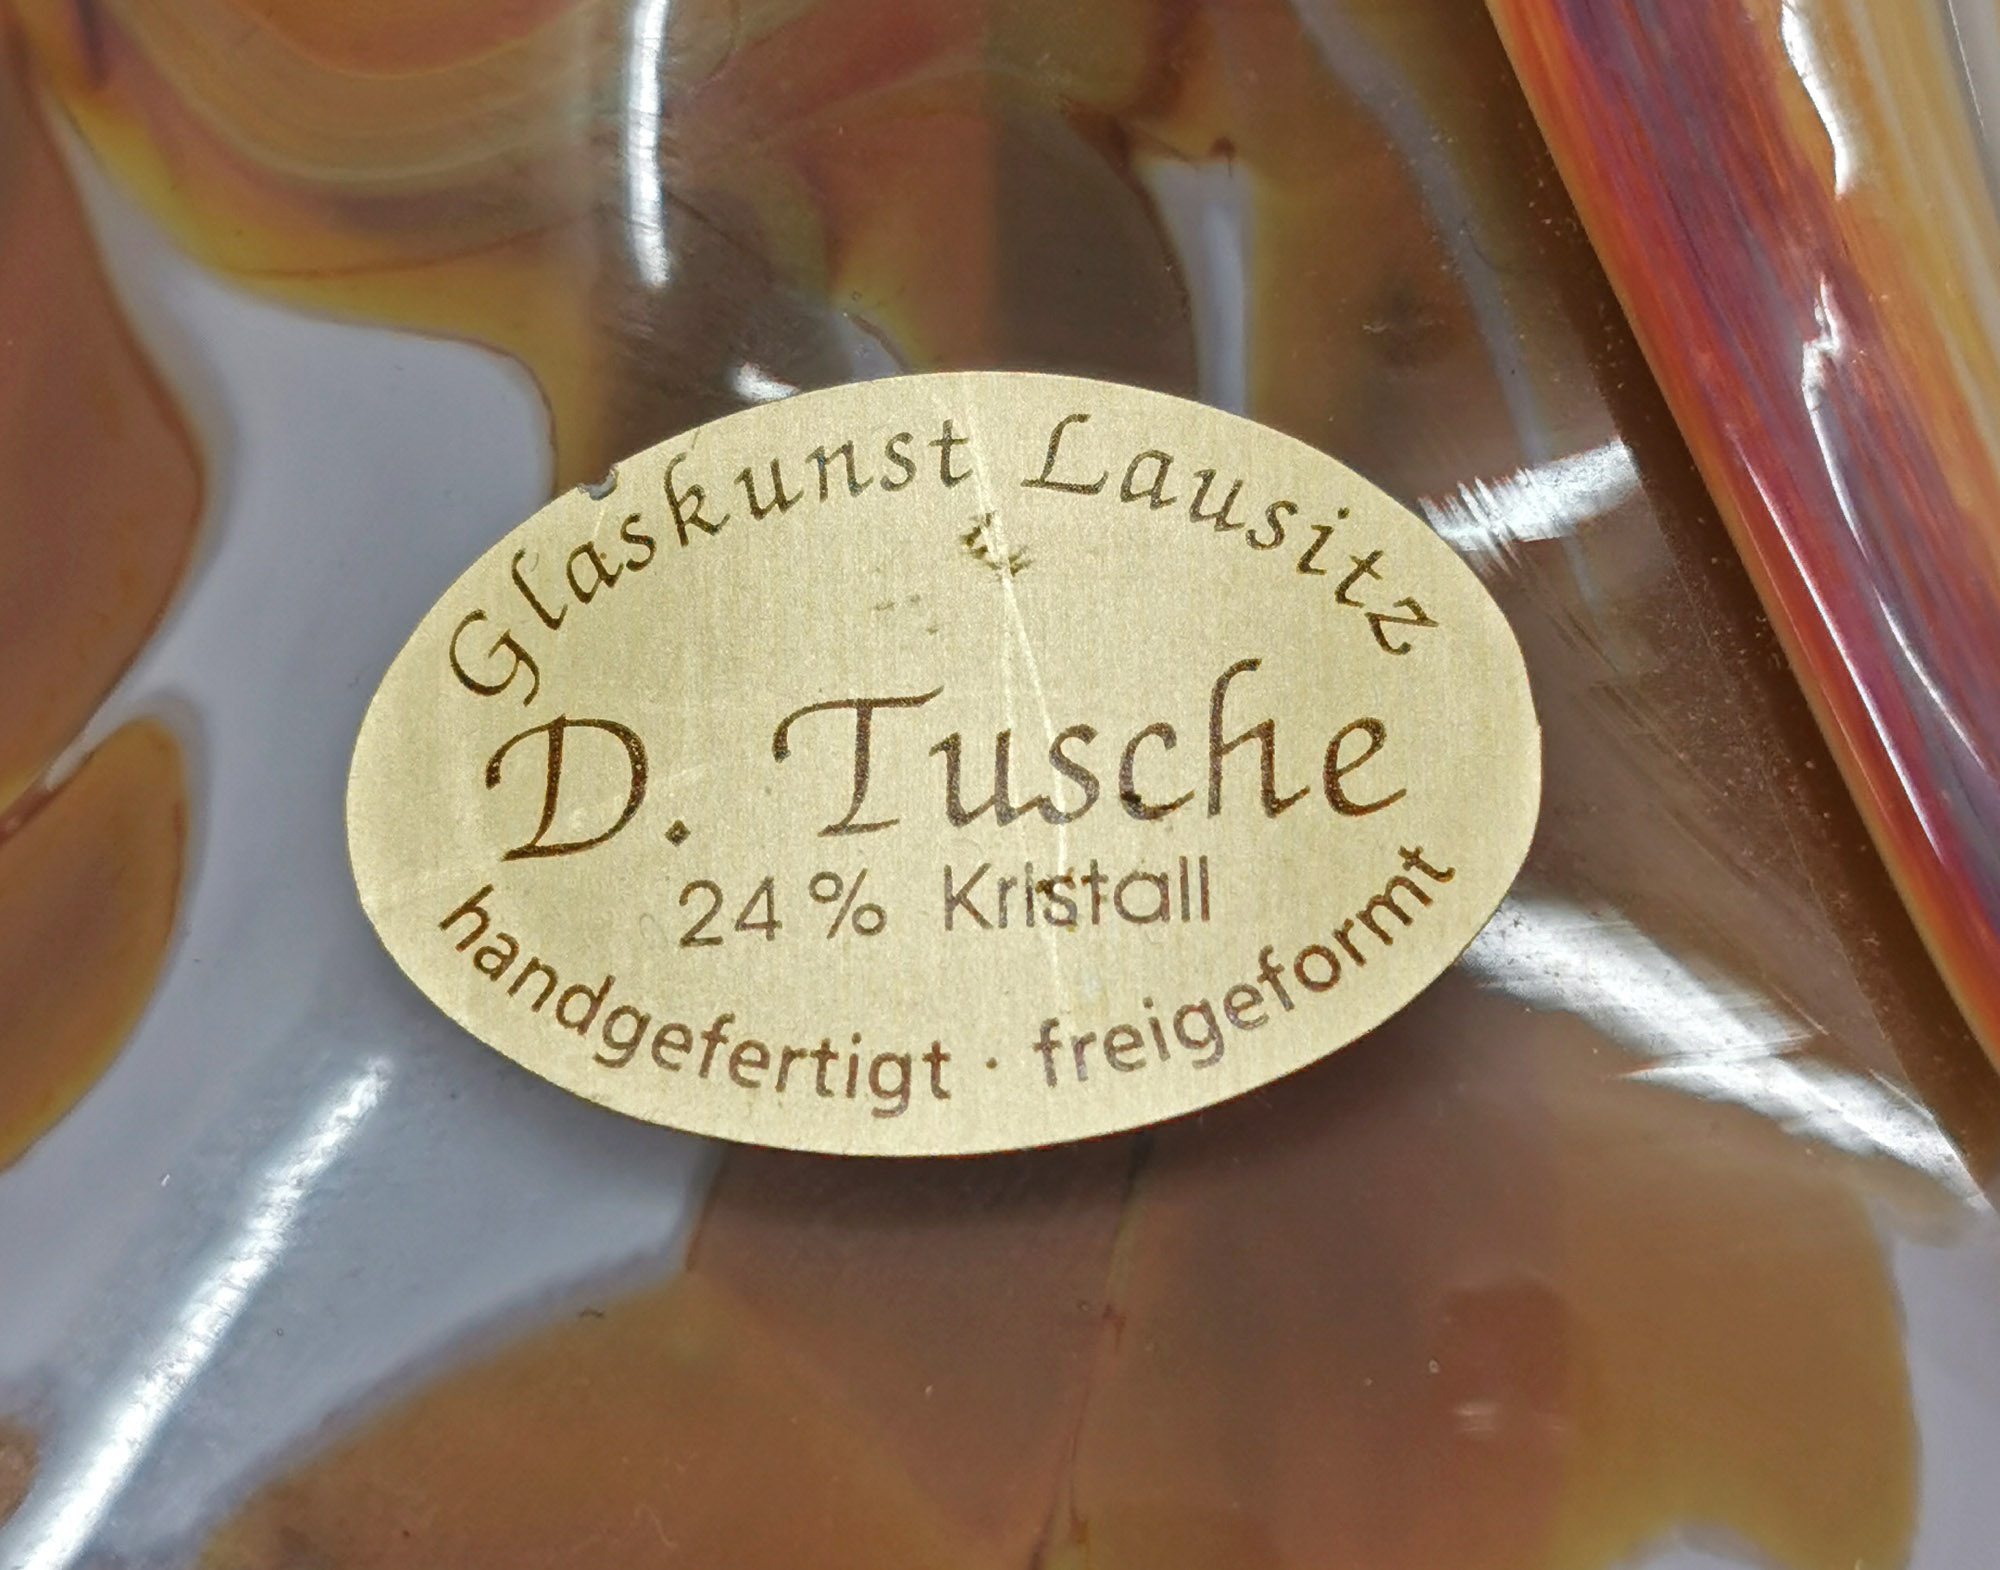 Glaskunst Lausitz
D. Tusche
24% Kristall
handgefertigt · freigeformt